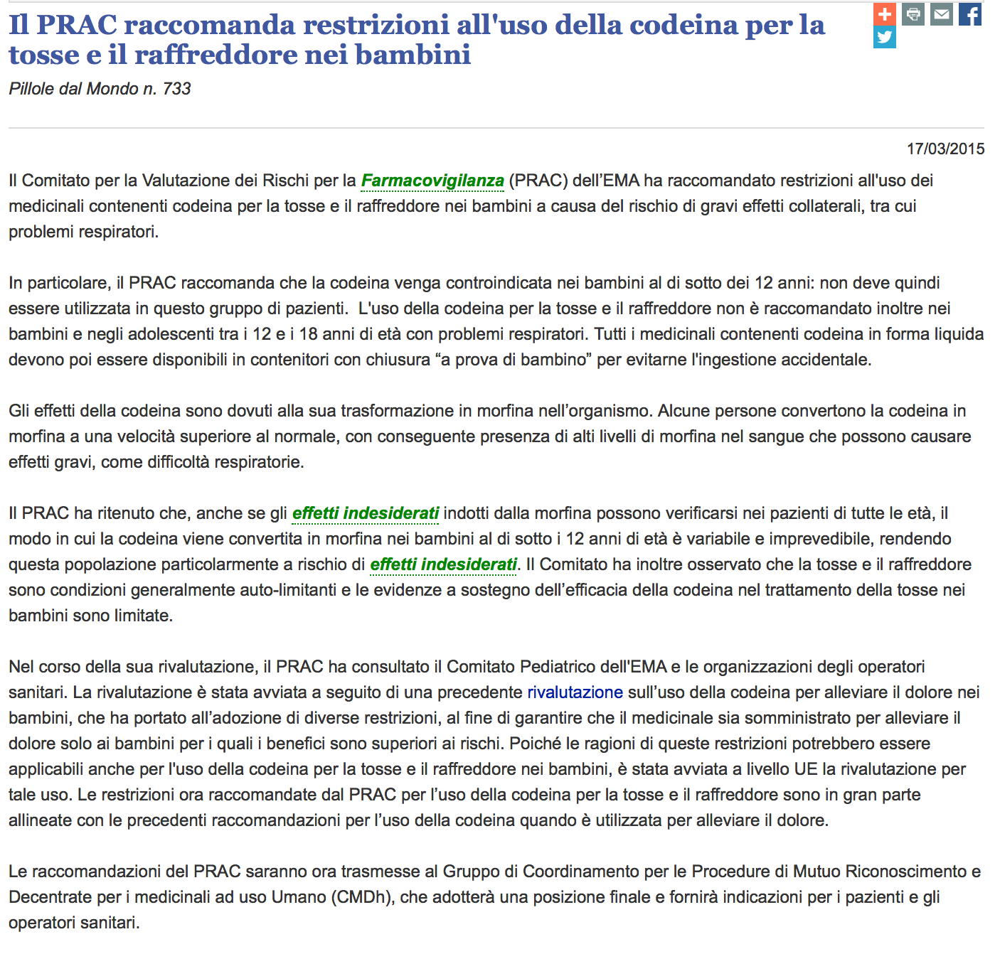 Il PRAC raccomanda restrizioni all'uso della codeina per la
tosse e il raffreddore nei bambini
Pillole dal Mondo n. 733
17/03/2015
Il Comitato per la Valutazione dei Rischi per la Farmacovigilanza (PRAC) dell’EMA ha raccomandato restrizioni all'uso dei
medicinali contenenti codeina per la tosse e il raffreddore nei bambini a causa del rischio di gravi effetti collaterali, tra cui
problemi respiratori.
In particolare, il PRAC raccomanda che la codeina venga controindicata nei bambini al di sotto dei 12 anni: non deve quindi
essere utilizzata in questo gruppo di pazienti.  L'uso della codeina per la tosse e il raffreddore non è raccomandato inoltre nei
bambini e negli adolescenti tra i 12 e i 18 anni di età con problemi respiratori. Tutti i medicinali contenenti codeina in forma liquida
devono poi essere disponibili in contenitori con chiusura “a prova di bambino” per evitarne l'ingestione accidentale.
Gli effetti della codeina sono dovuti alla sua trasformazione in morfina nell’organismo. Alcune persone convertono la codeina in
morfina a una velocità superiore al normale, con conseguente presenza di alti livelli di morfina nel sangue che possono causare
effetti gravi, come difficoltà respiratorie.
Il PRAC ha ritenuto che, anche se gli effetti indesiderati indotti dalla morfina possono verificarsi nei pazienti di tutte le età, il
modo in cui la codeina viene convertita in morfina nei bambini al di sotto i 12 anni di età è variabile e imprevedibile, rendendo
questa popolazione particolarmente a rischio di effetti indesiderati. Il Comitato ha inoltre osservato che la tosse e il raffreddore
sono condizioni generalmente auto-limitanti e le evidenze a sostegno dell’efficacia della codeina nel trattamento della tosse nei
bambini sono limitate.
Nel corso della sua rivalutazione, il PRAC ha consultato il Comitato Pediatrico dell'EMA e le organizzazioni degli operatori
sanitari. La rivalutazione è stata avviata a seguito di una precedente rivalutazione sull’uso della codeina per alleviare il dolore nei
bambini, che ha portato all’adozione di diverse restrizioni, al fine di garantire che il medicinale sia somministrato per alleviare il
dolore solo ai bambini per i quali i benefici sono superiori ai rischi. Poiché le ragioni di queste restrizioni potrebbero essere
applicabili anche per l'uso della codeina per la tosse e il raffreddore nei bambini, è stata avviata a livello UE la rivalutazione per
tale uso. Le restrizioni ora raccomandate dal PRAC per l’uso della codeina per la tosse e il raffreddore sono in gran parte
allineate con le precedenti raccomandazioni per l’uso della codeina quando è utilizzata per alleviare il dolore.
Le raccomandazioni del PRAC saranno ora trasmesse al Gruppo di Coordinamento per le Procedure di Mutuo Riconoscimento e
Decentrate per i medicinali ad uso Umano (CMDh), che adotterà una posizione finale e fornirà indicazioni per i pazienti e gli
operatori sanitari.